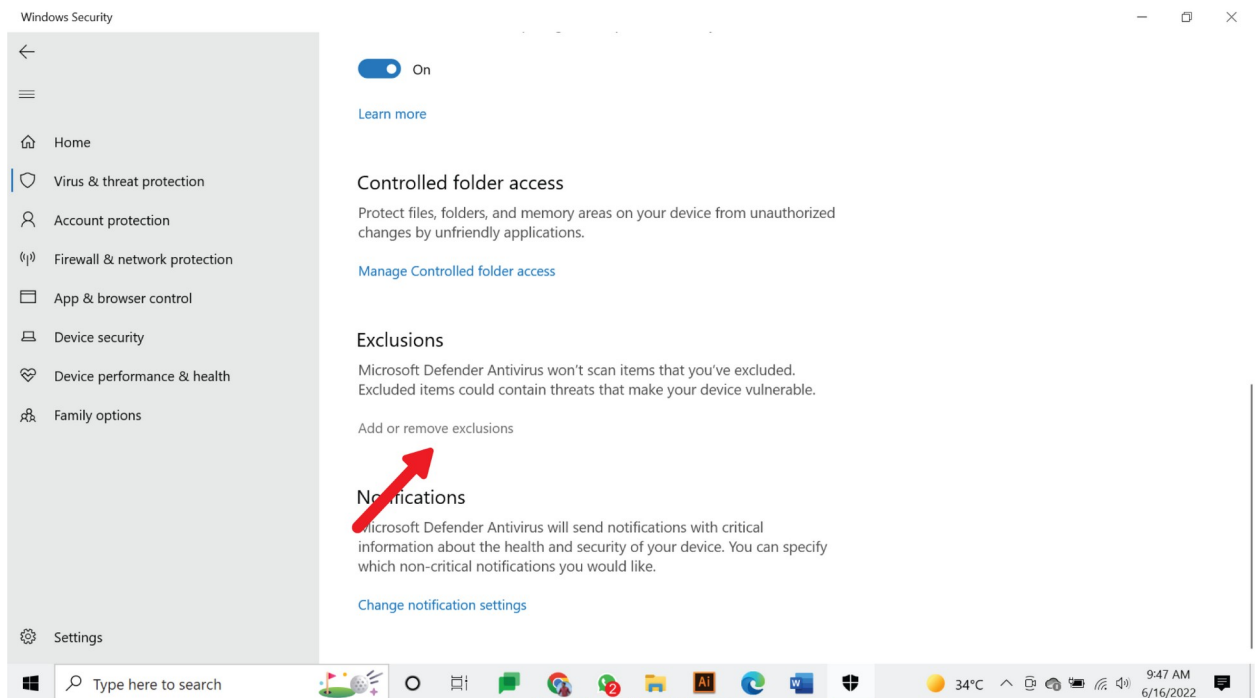 Windows Security
On
Learn more
Home
Virus & threat protection
Account protection
Firewall & network protection
App & browser control
Device security
Device performance & health
Family options
Settings
Controlled folder access
Protect files, folders, and memory areas on your device from unauthorized
changes by unfriendly applications.
Manage Controlled folder access
Exclusions
Microsoft Defender Antivirus won't scan items that you've excluded.
Excluded items could contain threats that make your device vulnerable.
Add or remove exclusions
Notifications
Microsoft Defender Antivirus will send notifications with critical
information about the health and security of your device. You can specify
which non-critical notifications you would like.
Change notification settings
Type here to search
2
Ai
W
34°C
9:47 AM
6/16/2022